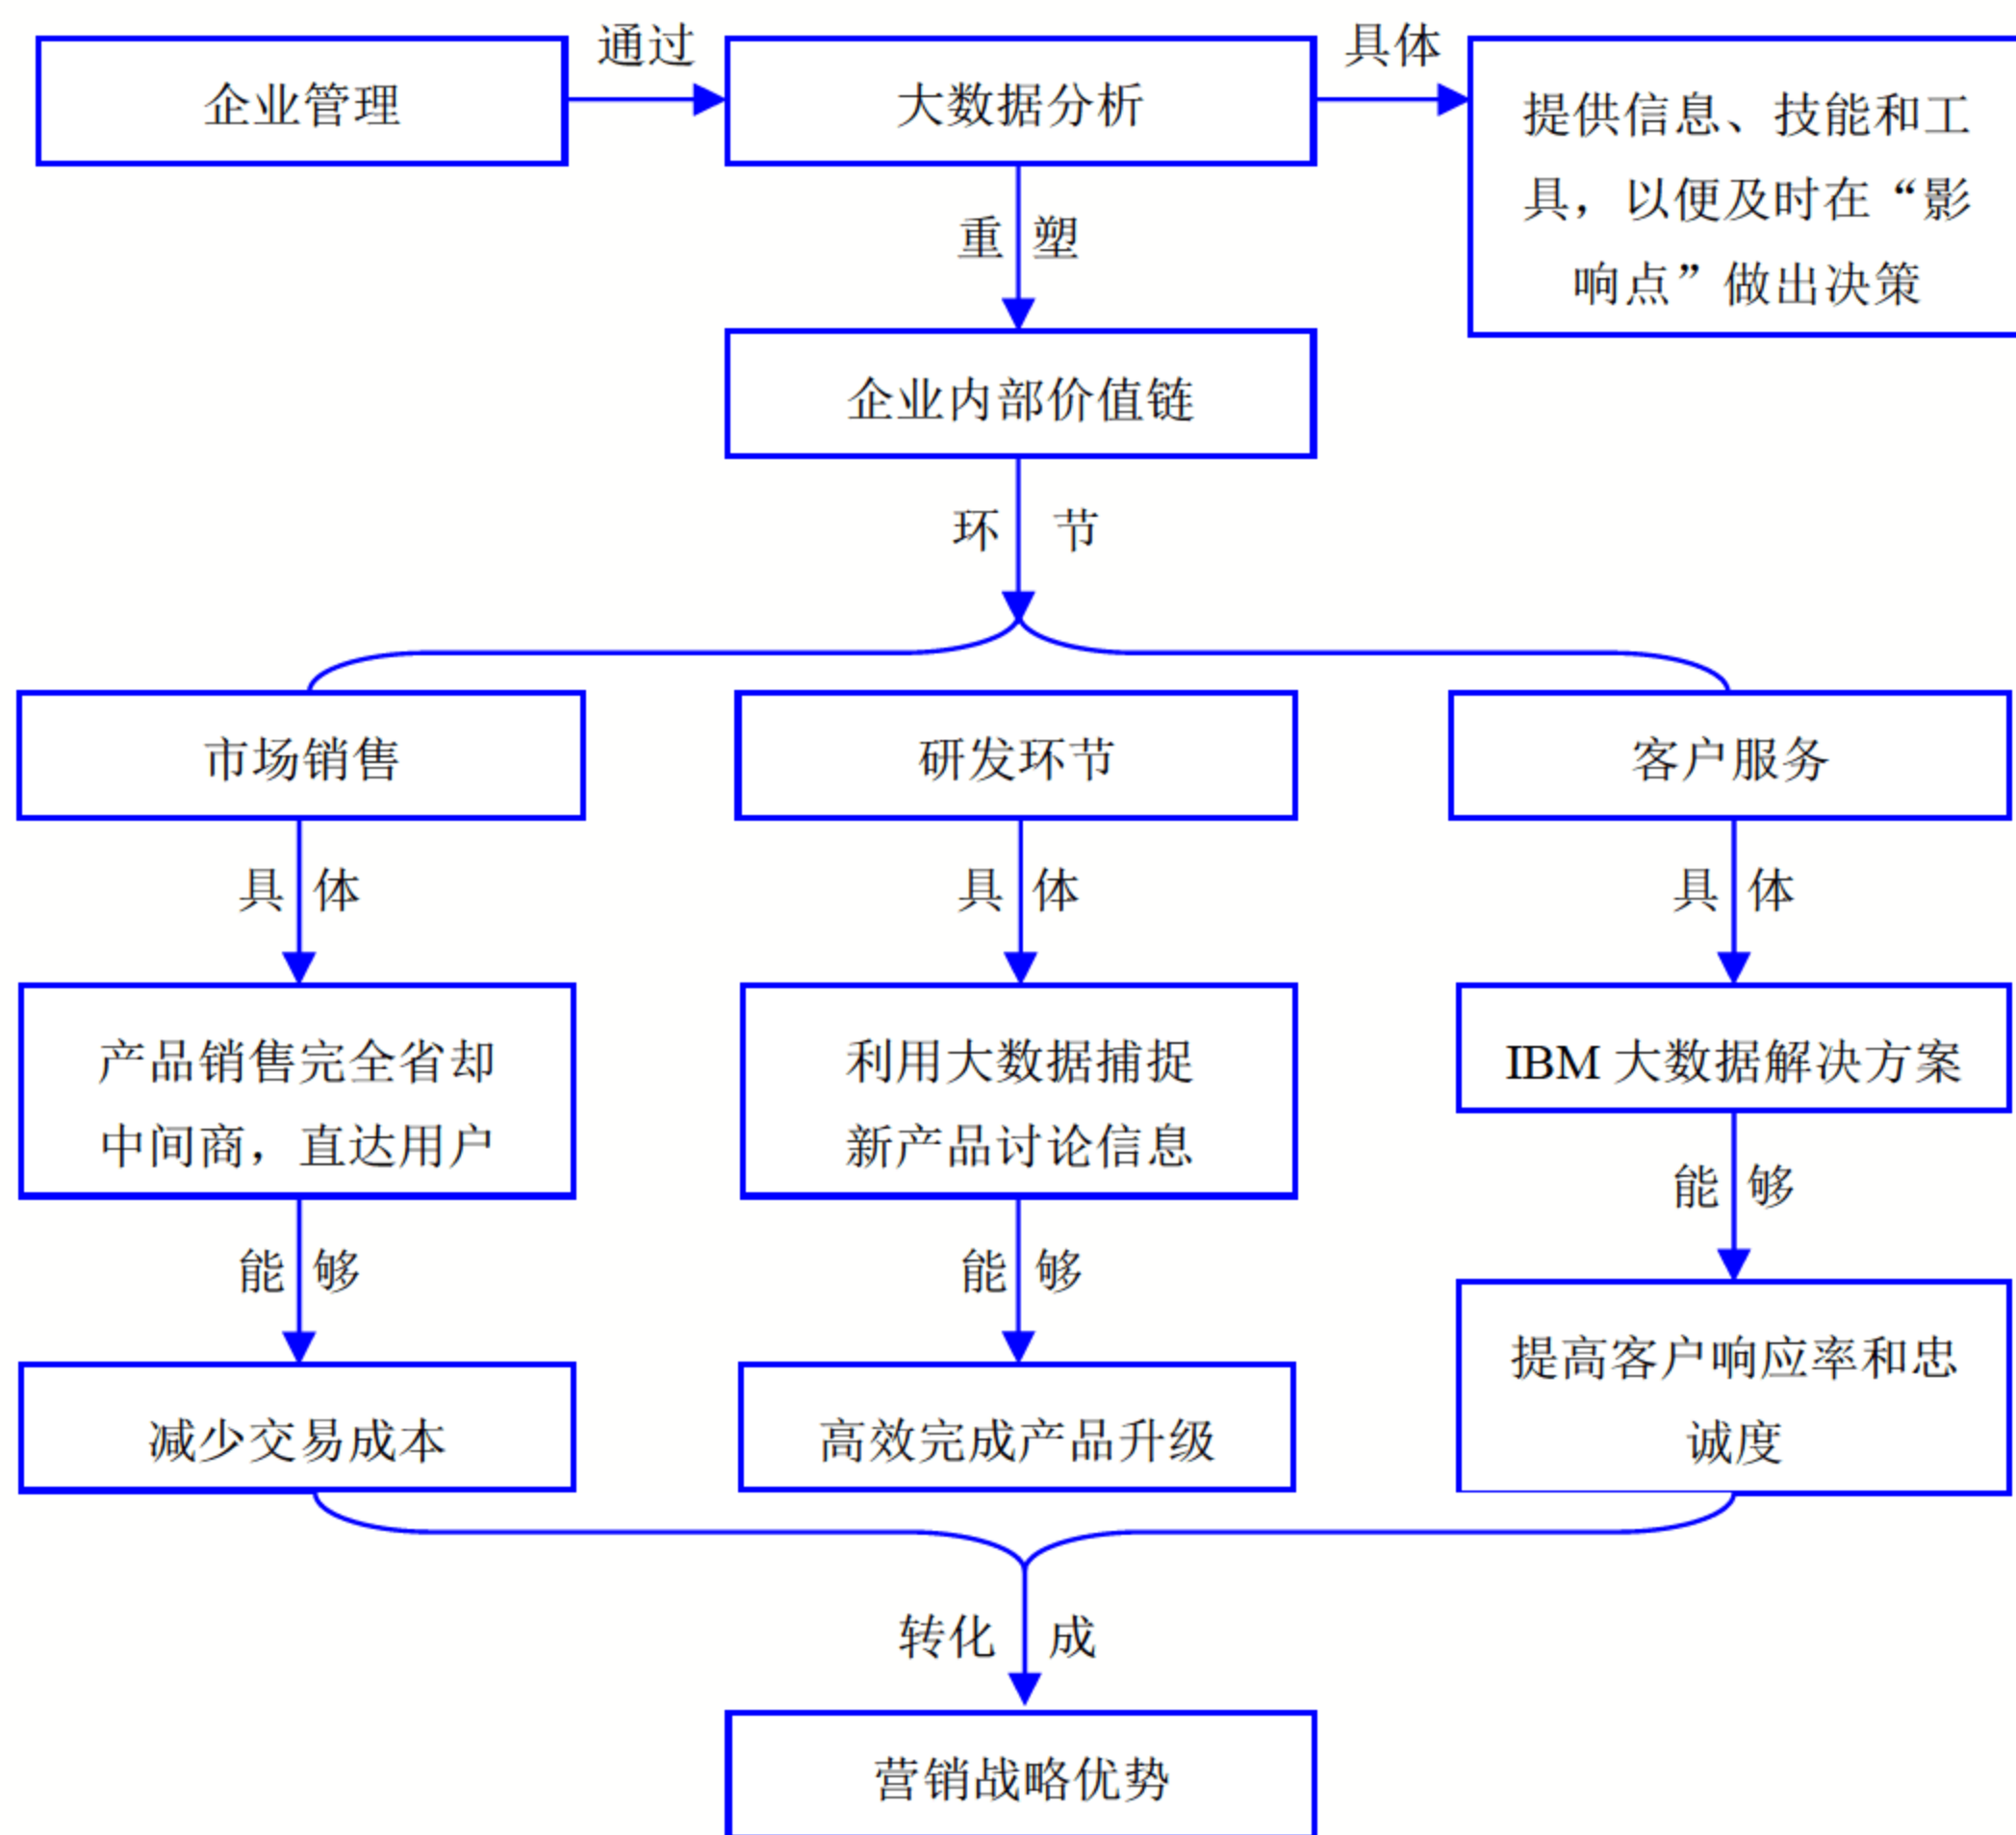 企业管理
通过
大数据分析
具体
提供信息、技能和工
具，以便及时在“影
响点”做出决策
重 塑
企业内部价值链
环 节
市场销售
研发环节
客户服务
具 体
具 体
具 体
产品销售完全省却
中间商，直达用户
利用大数据捕捉
新产品讨论信息
IBM 大数据解决方案
能 够
能 够
能 够
减少交易成本
高效完成产品升级
提高客户响应率和忠
诚度
转化 成
营销战略优势